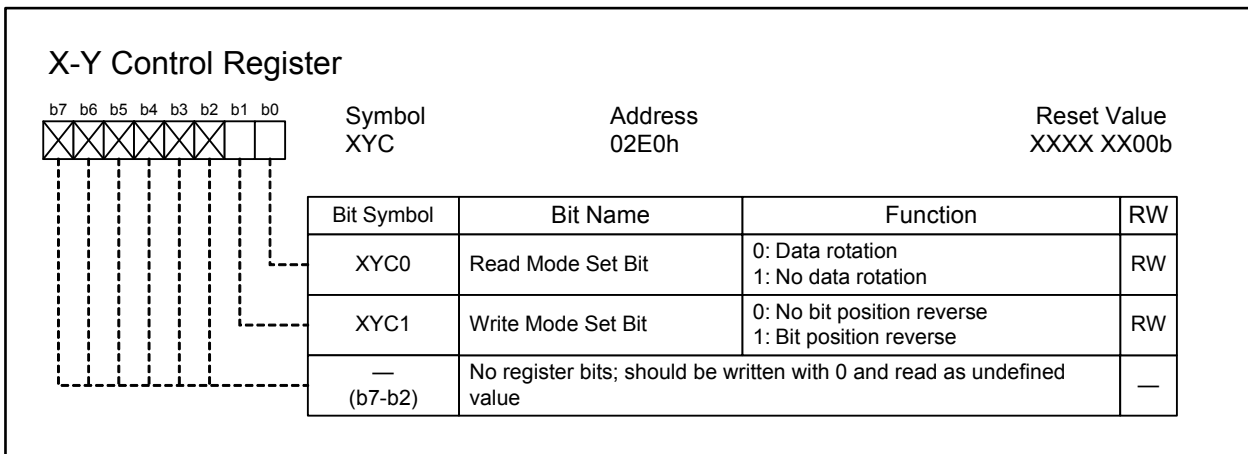 X-Y Control Register
b7 b6 b5 b4 b3 b2 b1 b0
Symbol Address Reset Value
XYC 02E0h XXXX XX00b
Bit Symbol Bit Name Function RW
XYC0 Read Mode Set Bit 0: Data rotation RW
1: No data rotation
XYC1 Write Mode Set Bit 0: No bit position reverse RW
1: Bit position reverse
— No register bits; should be written with 0 and read as undefined —
(b7-b2) value